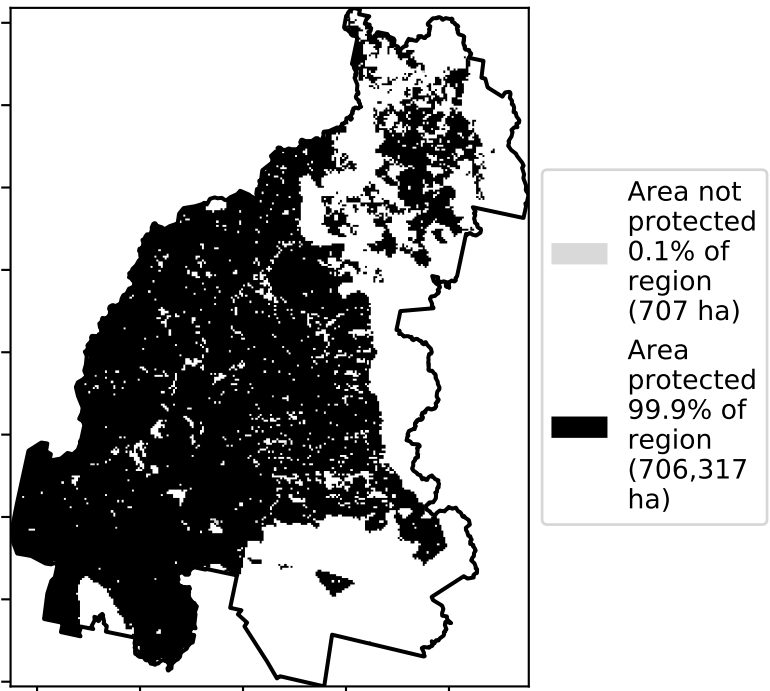 Area not
protected
0.1% of
region
(707 ha)
Area
protected
99.9% of
region
(706,317
ha)